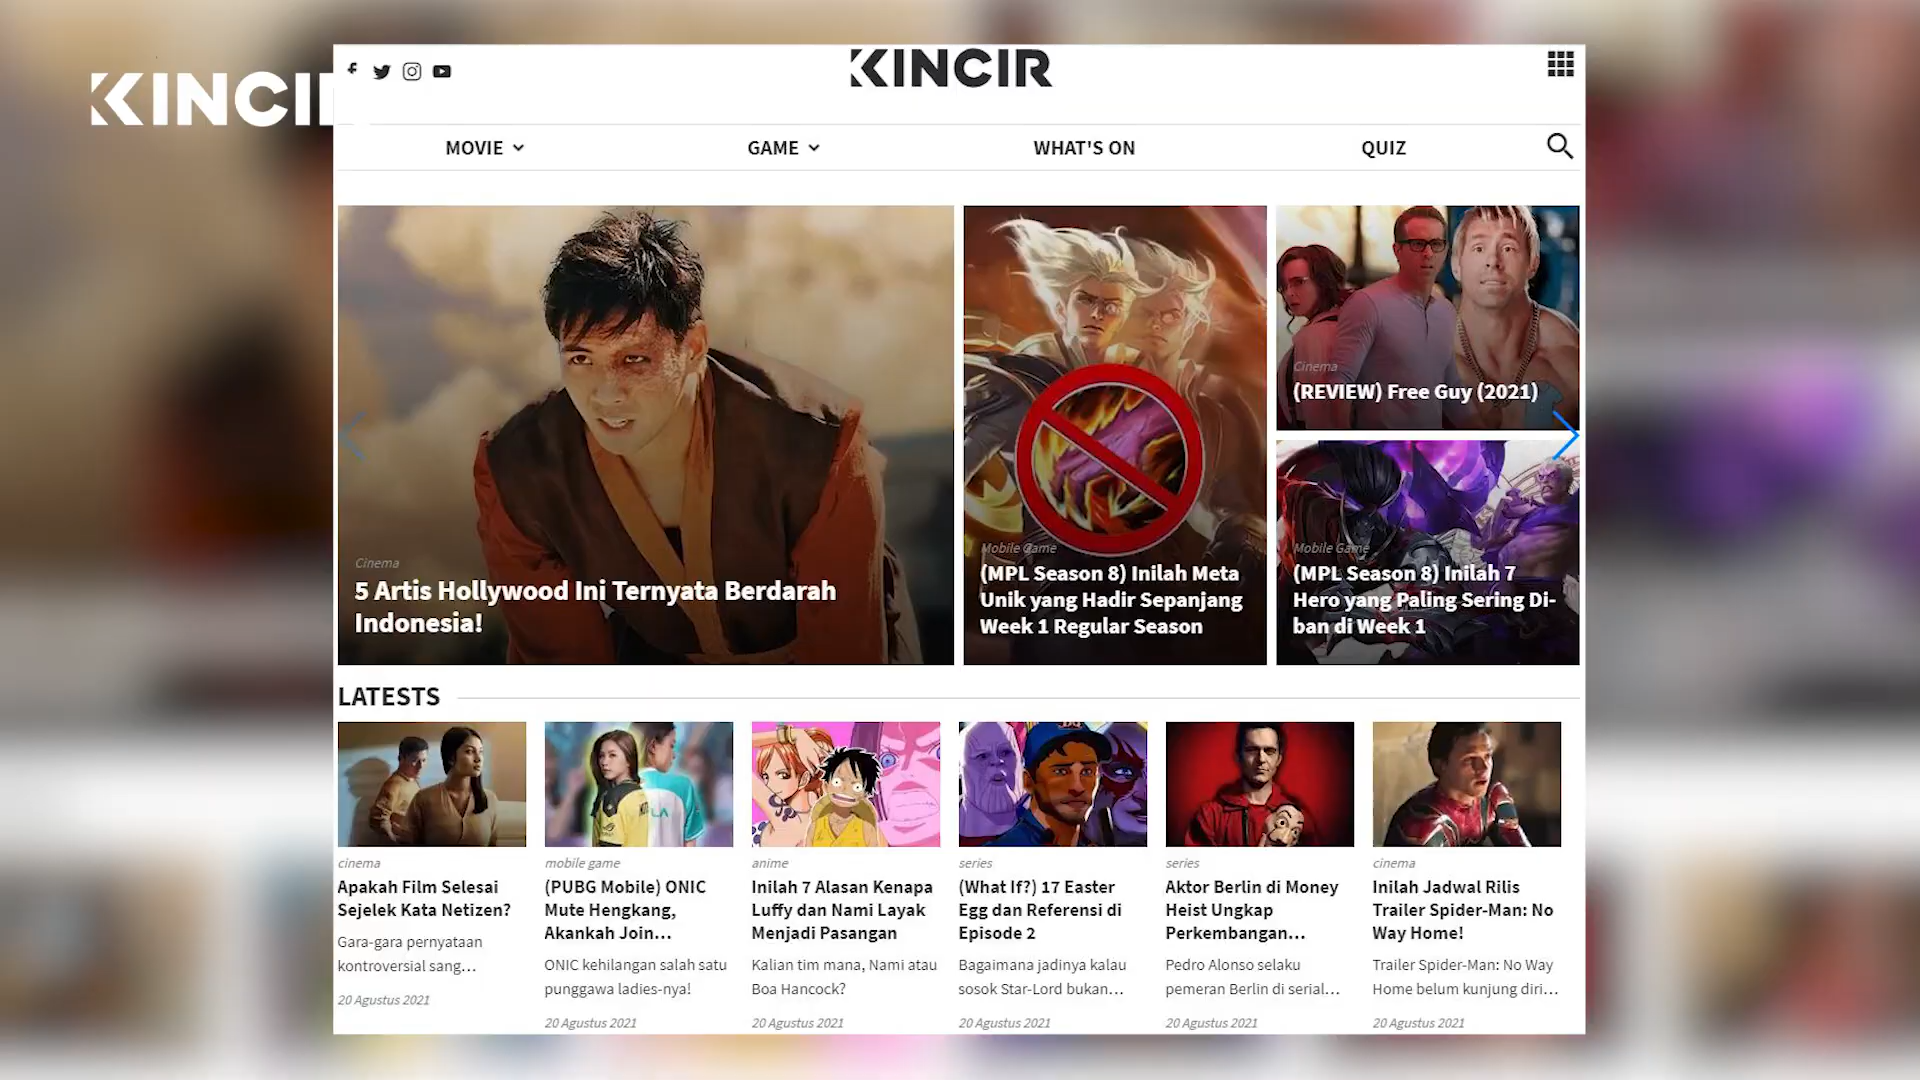 KINCIR
KINCIR
MOVIE
GAME
WHAT'S ON
QUIZ
Cinema
5 Artis Hollywood Ini Ternyata Berdarah
Indonesia!
Mobile Game
(MPL Season 8) Inilah Meta
Unik yang Hadir Sepanjang
Week 1 Regular Season
Cinema
(REVIEW) Free Guy (2021)
Mobile Game
(MPL Season 8) Inilah 7
Hero yang Paling Sering Di-
ban di Week 1
LATESTS
cinema
Apakah Film Selesai
Sejelek Kata Netizen?
Gara-gara pernyataan
kontroversial sang...
20 Agustus 2021
mobile game
(PUBG Mobile) ONIC
Mute Hengkang,
Akankah Join...
ONIC kehilangan salah satu
punggawa ladies-nya!
20 Agustus 2021
anime
Inilah 7 Alasan Kenapa
Luffy dan Nami Layak
Menjadi Pasangan
Kalian tim mana, Nami atau
Boa Hancock?
20 Agustus 2021
series
(What If?) 17 Easter
Egg dan Referensi di
Episode 2
Bagaimana jadinya kalau
sosok Star-Lord bukan...
20 Agustus 2021
series
Aktor Berlin di Money
Heist Ungkap
Perkembangan...
Pedro Alonso selaku
pemeran Berlin di serial...
20 Agustus 2021
cinema
Inilah Jadwal Rilis
Trailer Spider-Man: No
Way Home!
Trailer Spider-Man: No Way
Home belum kunjung diri...
20 Agustus 2021